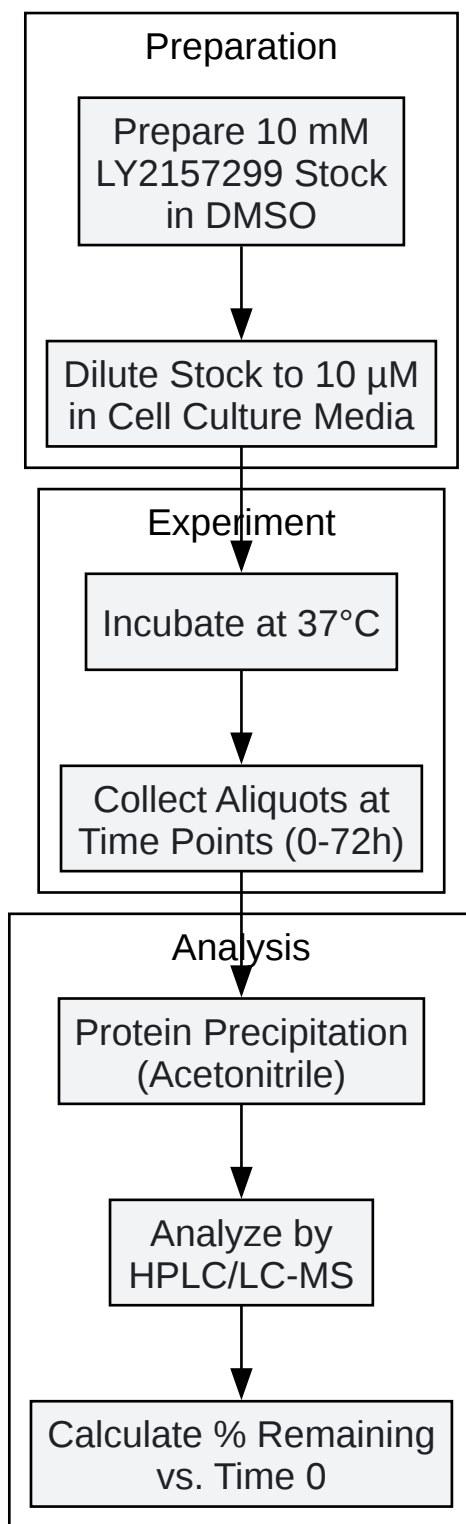 Preparation
Prepare 10 mM
LY2157299 Stock
in DMSO
Dilute Stock to 10 µM
in Cell Culture Media
Experiment
Incubate at 37°C
Collect Aliquots at
Time Points (0-72h)
Analysis
Protein Precipitation
(Acetonitrile)
Analyze by
HPLC/LC-MS
Calculate % Remaining
vs. Time 0